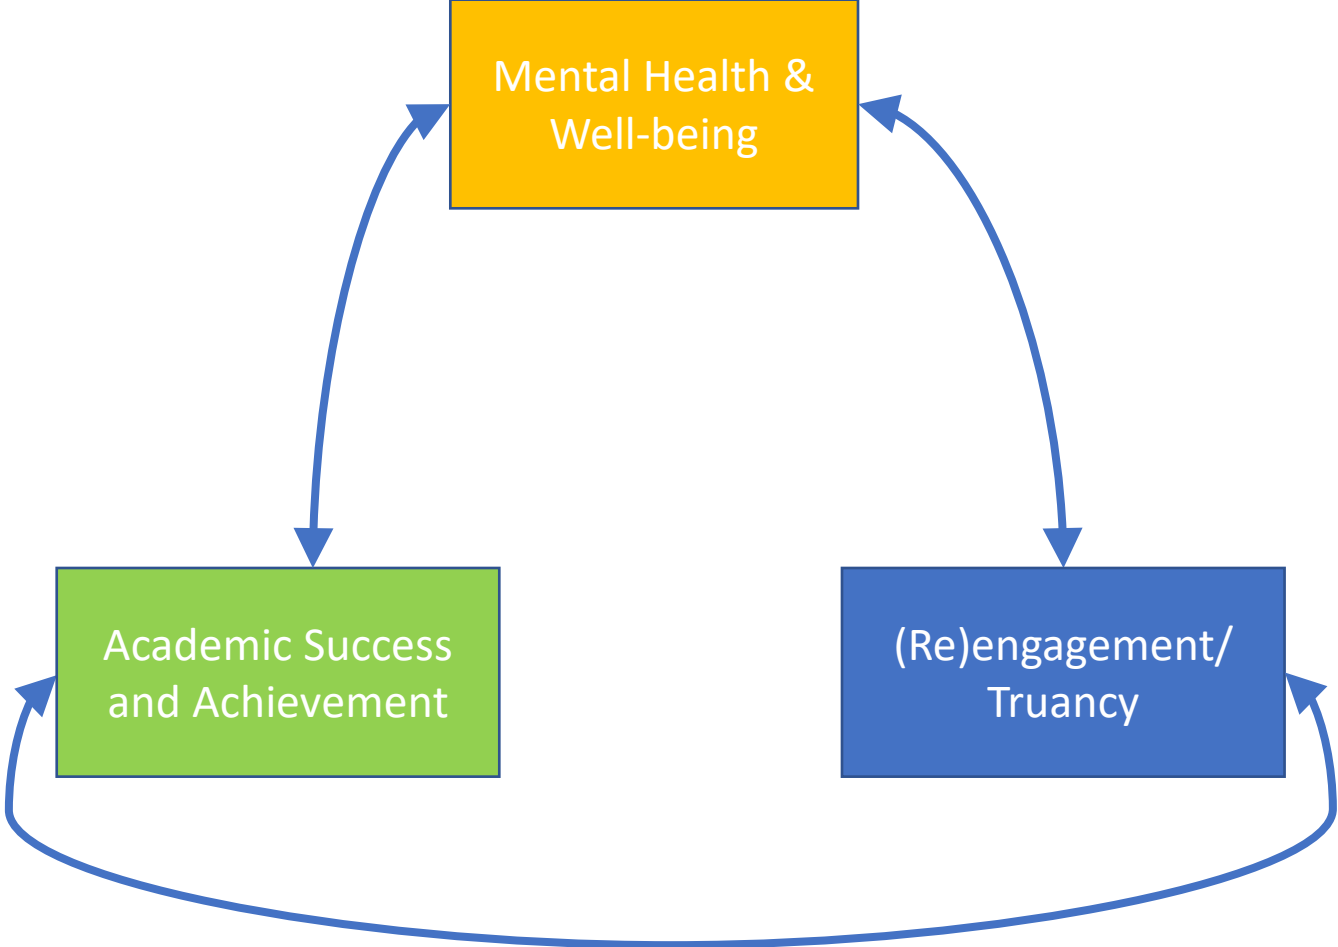 Mental Health &
Well-being
Academic Success
and Achievement
(Re)engagement/
Truancy